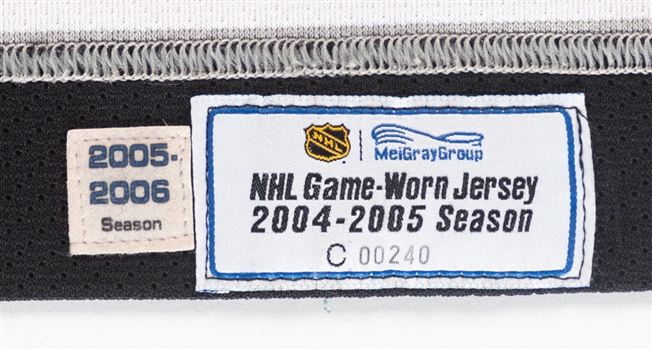 2005-
2006
Season
NHL | MeiGrayGroup
NHL Game-Worn Jersey
2004-2005 Season
C 00240